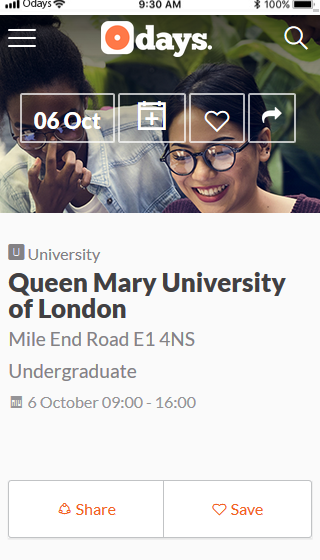 Odays 9:30 AM 100%
Odays.
06 Oct
U University
Queen Mary University
of London
Mile End Road E1 4NS
Undergraduate
6 October 09:00 - 16:00
Share Save